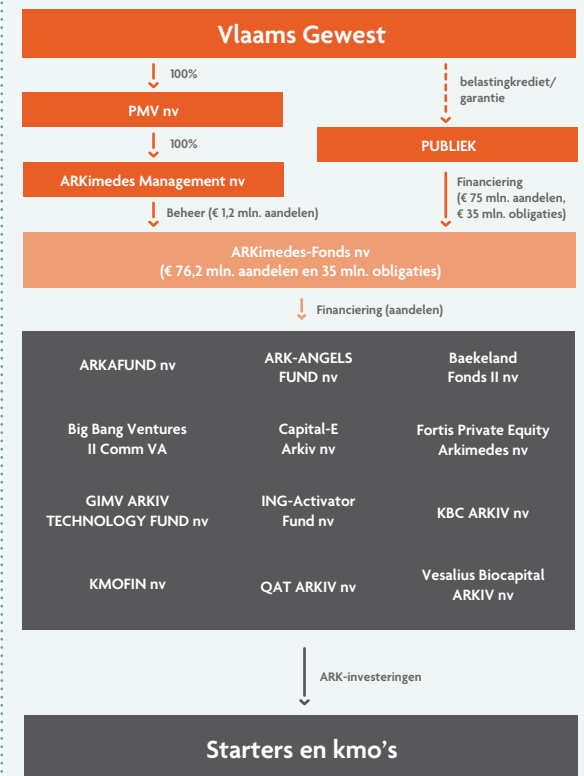 Vlaams Gewest
100%
belastingkrediet/
garantie
PMV nv
100%
PUBLIEK
ARKimedes Management nv
Financiering
(€ 75 mln. aandelen,
€ 35 mln. obligaties)
Beheer (€ 1,2 mln. aandelen)
ARKimedes-Fonds nv
(€ 76,2 mln. aandelen en 35 mln. obligaties)
Financiering (aandelen)
ARKAFUND nv
ARK-ANGELS
FUND nv
Baekeland
Fonds II nv
Big Bang Ventures
II Comm VA
Capital-E
Arkiv nv
Fortis Private Equity
Arkimedes nv
GIMV ARKIV
TECHNOLOGY FUND nv
ING-Activator
Fund nv
KBC ARKIV nv
KMOFIN nv
QAT ARKIV nv
Vesalius Biocapital
ARKIV nv
ARK-investeringen
Starters en kmo's